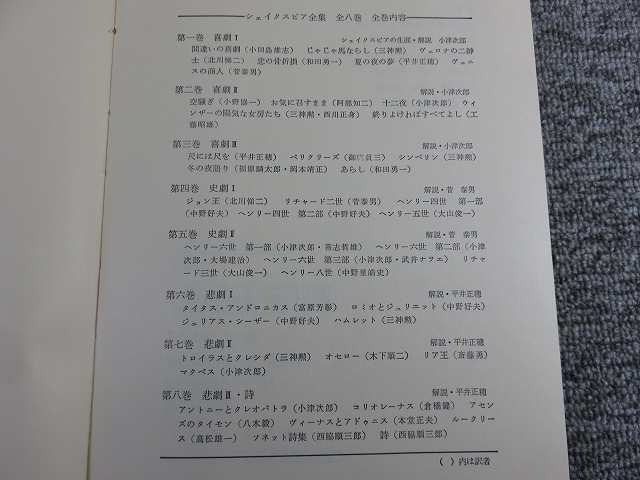 シェイクスピア全集 全八巻 全巻内容
第一巻 喜劇Ⅰ シェイクスピアの生涯・解説 小津次郎
間違いの喜劇(小田島雄志) じゃじゃ馬ならし(三神勲) ヴェロナの二紳
士(北川悌二) 恋の骨折損(和田勇一) 夏の夜の夢(平井正穂) ヴェニ
スの商人(菅泰男)
第二巻 喜劇Ⅱ 解説・小津次郎
空騒ぎ(小野協一) お気に召すまま(阿部知二) 十二夜(小津次郎) ウィ
ンザーの陽気な女房たち(三神勲・西川正身) 終りよければすべてよし(工
藤昭雄)
第三巻 喜劇Ⅲ 解説・小津次郎
尺には尺を(平井正穂) ペリクリーズ(御輿員三) シンベリン(三神勲)
冬の夜語り(福原麟太郎・岡本靖正) あらし(和田勇一)
第四巻 史劇Ⅰ 解説・菅 泰男
ジョン王(北川悌二) リチャード二世(菅泰男) ヘンリー四世 第一部
(中野好夫) ヘンリー四世 第二部(中野好夫) ヘンリー五世(大山俊一)
第五巻 史劇Ⅱ 解説・菅 泰男
ヘンリー六世 第一部(小津次郎・喜志哲雄) ヘンリー六世 第二部(小津
次郎・大場建治) ヘンリー六世 第三部(小津次郎・武井ナヲエ) リチャ
ード三世(大山俊一) ヘンリー八世(中野里皓史)
第六巻 悲劇Ⅰ 解説・平井正穂
タイタス・アンドロニカス(富原芳彰) ロミオとジュリエット(中野好夫)
ジュリアス・シーザー(中野好夫) ハムレット(三神勲)
第七巻 悲劇Ⅱ 解説・平井正穂
トロイラスとクレシダ(三神勲) オセロー(木下順二) リア王(斎藤勇)
マクベス(小津次郎)
第八巻 悲劇Ⅲ・詩 解説・平井正穂
アントニーとクレオパトラ(小津次郎) コリオレーナス(倉橋健) アセン
ズのタイモン(八木毅) ヴィーナスとアドゥニス(本堂正夫) ルークリー
ス(高松雄一) ソネット詩集(西脇順三郎) 詩(西脇順三郎)
( )内は訳者